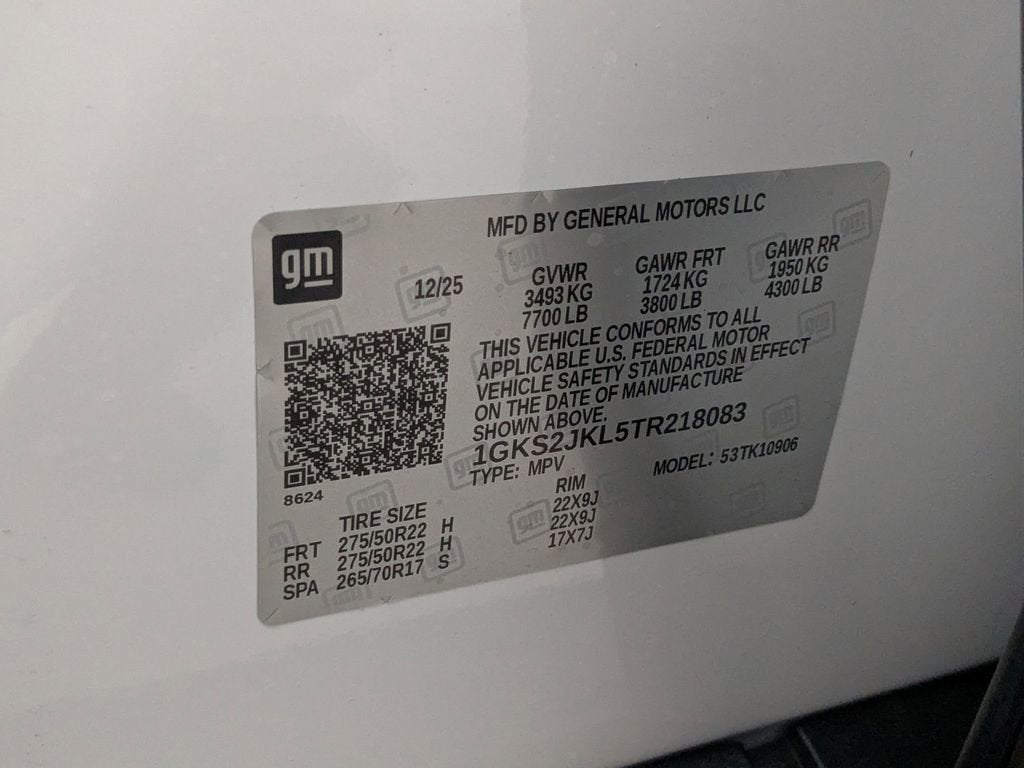 MFD BY GENERAL MOTORS LLC
gm
12/25
GVWR
3493 KG
7700 LB
GAWR FRT
1724 KG
3800 LB
GAWR RR
1950 KG
4300 LB
THIS VEHICLE CONFORMS TO ALL
APPLICABLE U.S. FEDERAL MOTOR
VEHICLE SAFETY STANDARDS IN EFFECT
ON THE DATE OF MANUFACTURE
SHOWN ABOVE.
1GKS2JKL5TR218083
TYPE: MPV
MODEL: 53TK10906
8624
TIRE SIZE RIM
FRT 275/50R22 H 22X9J
RR 275/50R22 H 22X9J
SPA 265/70R17 S 17X7J